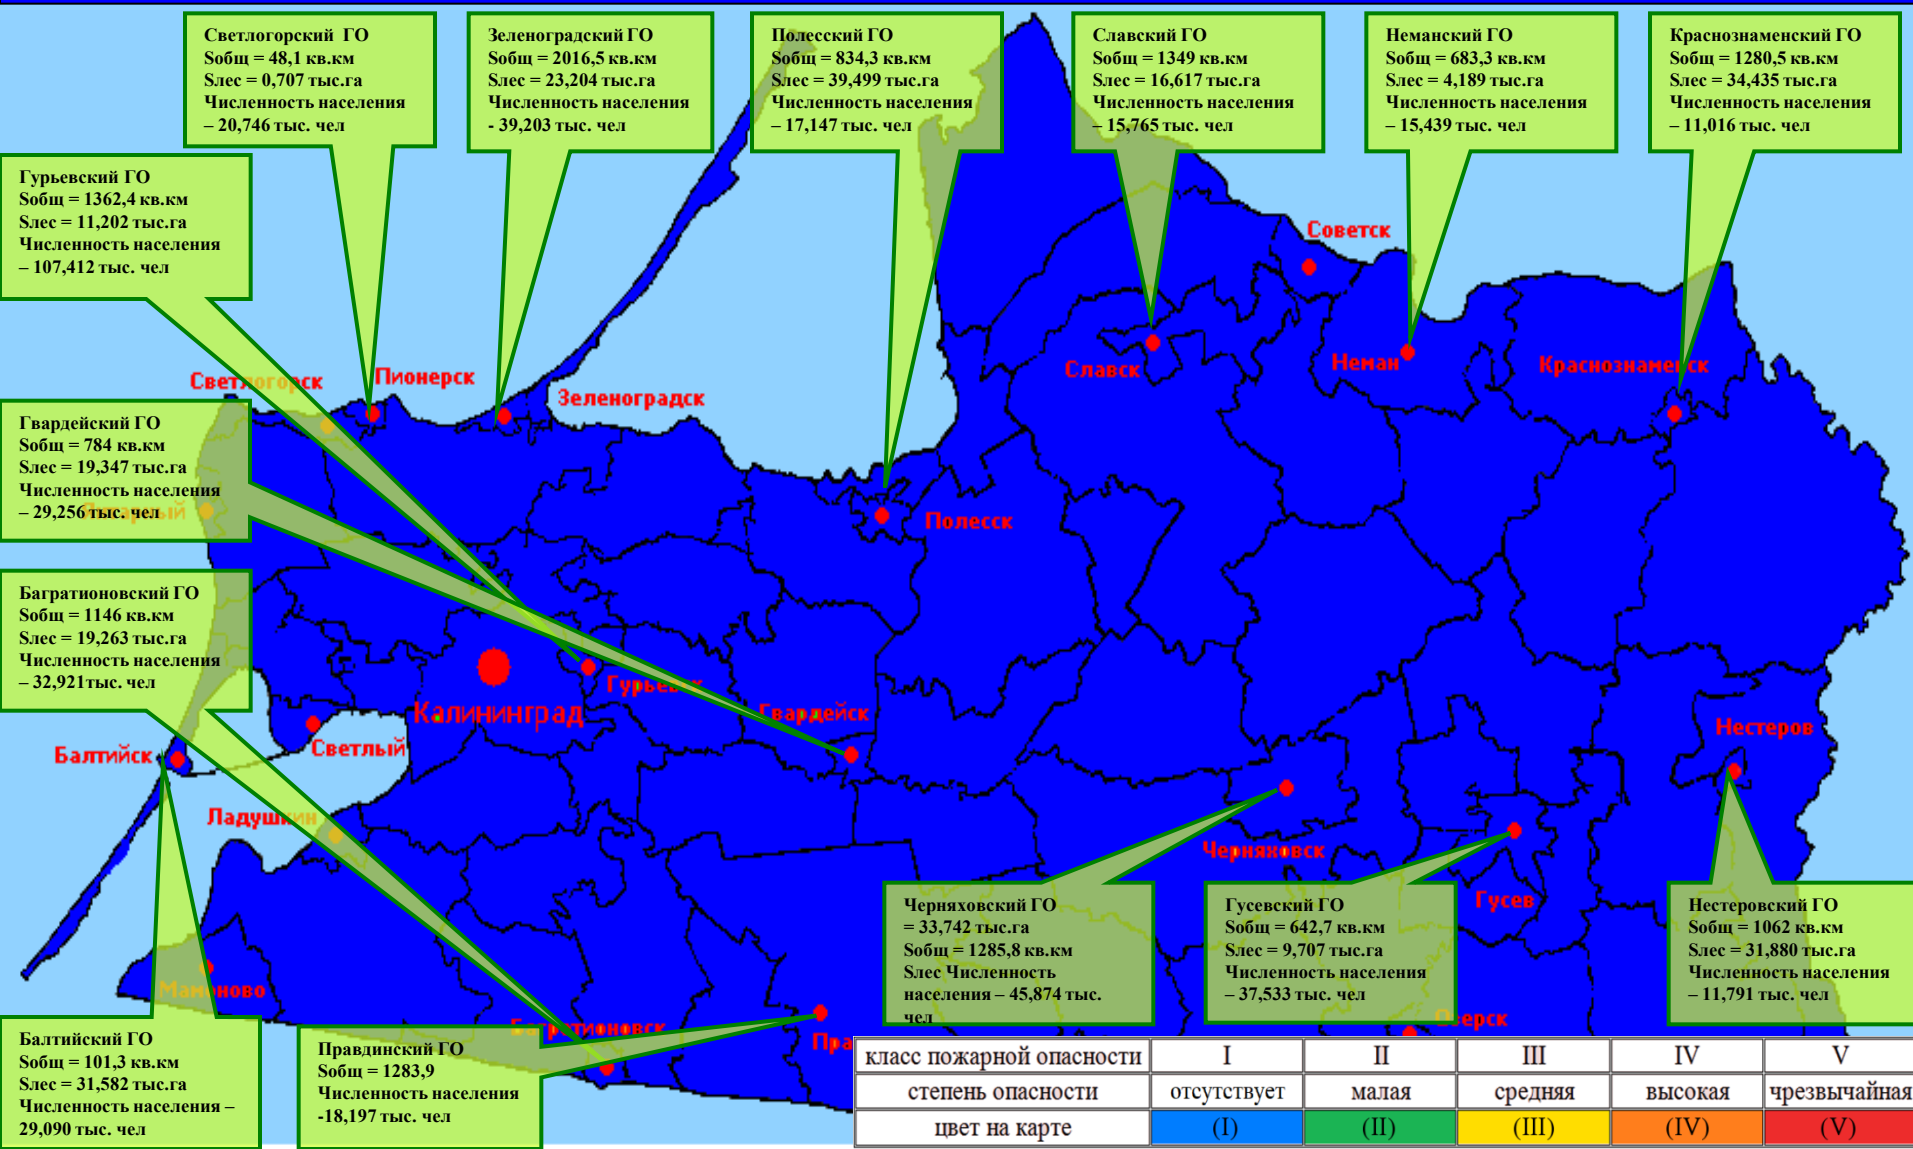 Светлогорский ГО
Sобщ = 48,1 кв.км
Sлес = 0,707 тыс.га
Численность населения
– 20,746 тыс. чел
Зеленоградский ГО
Sобщ = 2016,5 кв.км
Sлес = 23,204 тыс.га
Численность населения
- 39,203 тыс. чел
Полесский ГО
Sобщ = 834,3 кв.км
Sлес = 39,499 тыс.га
Численность населения
– 17,147 тыс. чел
Славский ГО
Sобщ = 1349 кв.км
Sлес = 16,617 тыс.га
Численность населения
– 15,765 тыс. чел
Неманский ГО
Sобщ = 683,3 кв.км
Sлес = 4,189 тыс.га
Численность населения
– 15,439 тыс. чел
Краснознаменский ГО
Sобщ = 1280,5 кв.км
Sлес = 34,435 тыс.га
Численность населения
– 11,016 тыс. чел
Гурьевский ГО
Sобщ = 1362,4 кв.км
Sлес = 11,202 тыс.га
Численность населения
– 107,412 тыс. чел
Советск
Славск
Неман
Краснознаменск
Светлогорск
Пионерск
Зеленоградск
Гвардейский ГО
Sобщ = 784 кв.км
Sлес = 19,347 тыс.га
Численность населения
– 29,256 тыс. чел
Полесск
Багратионовский ГО
Sобщ = 1146 кв.км
Sлес = 19,263 тыс.га
Численность населения
– 32,921тыс. чел
Гурьевск
Калининград
Гвардейск
Нестеров
Светлый
Балтийск
Ладушкин
Черняховск
Гусев
Мамоново
Черняховский ГО
= 33,742 тыс.га
Sобщ = 1285,8 кв.км
Sлес Численность
населения – 45,874 тыс.
чел
Гусевский ГО
Sобщ = 642,7 кв.км
Sлес = 9,707 тыс.га
Численность населения
– 37,533 тыс. чел
Нестеровский ГО
Sобщ = 1062 кв.км
Sлес = 31,880 тыс.га
Численность населения
– 11,791 тыс. чел
Озерск
Багратионовск
Пра
Балтийский ГО
Sобщ = 101,3 кв.км
Sлес = 31,582 тыс.га
Численность населения –
29,090 тыс. чел
Правдинский ГО
Sобщ = 1283,9
Численность населения
-18,197 тыс. чел
класс пожарной опасности I II III IV V
степень опасности отсутствует малая средняя высокая чрезвычайная
цвет на карте (I) (II) (III) (IV) (V)